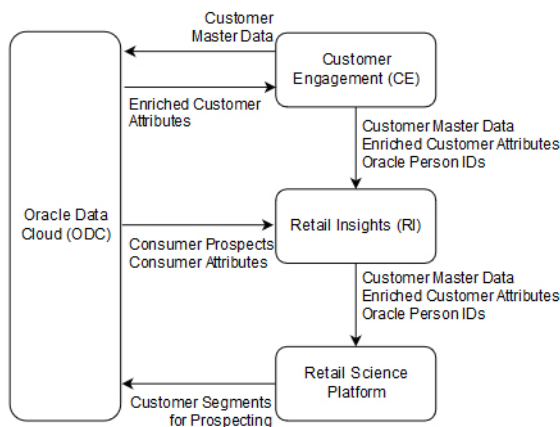 Customer
Master Data
Customer
Engagement (CE)
Enriched Customer
Attributes
Customer Master Data
Enriched Customer Attributes
Oracle Person IDs
Oracle Data
Cloud (ODC)
Retail Insights (RI)
Consumer Prospects
Consumer Attributes
Customer Master Data
Enriched Customer Attributes
Oracle Person IDs
Retail Science
Platform
Customer Segments
for Prospecting